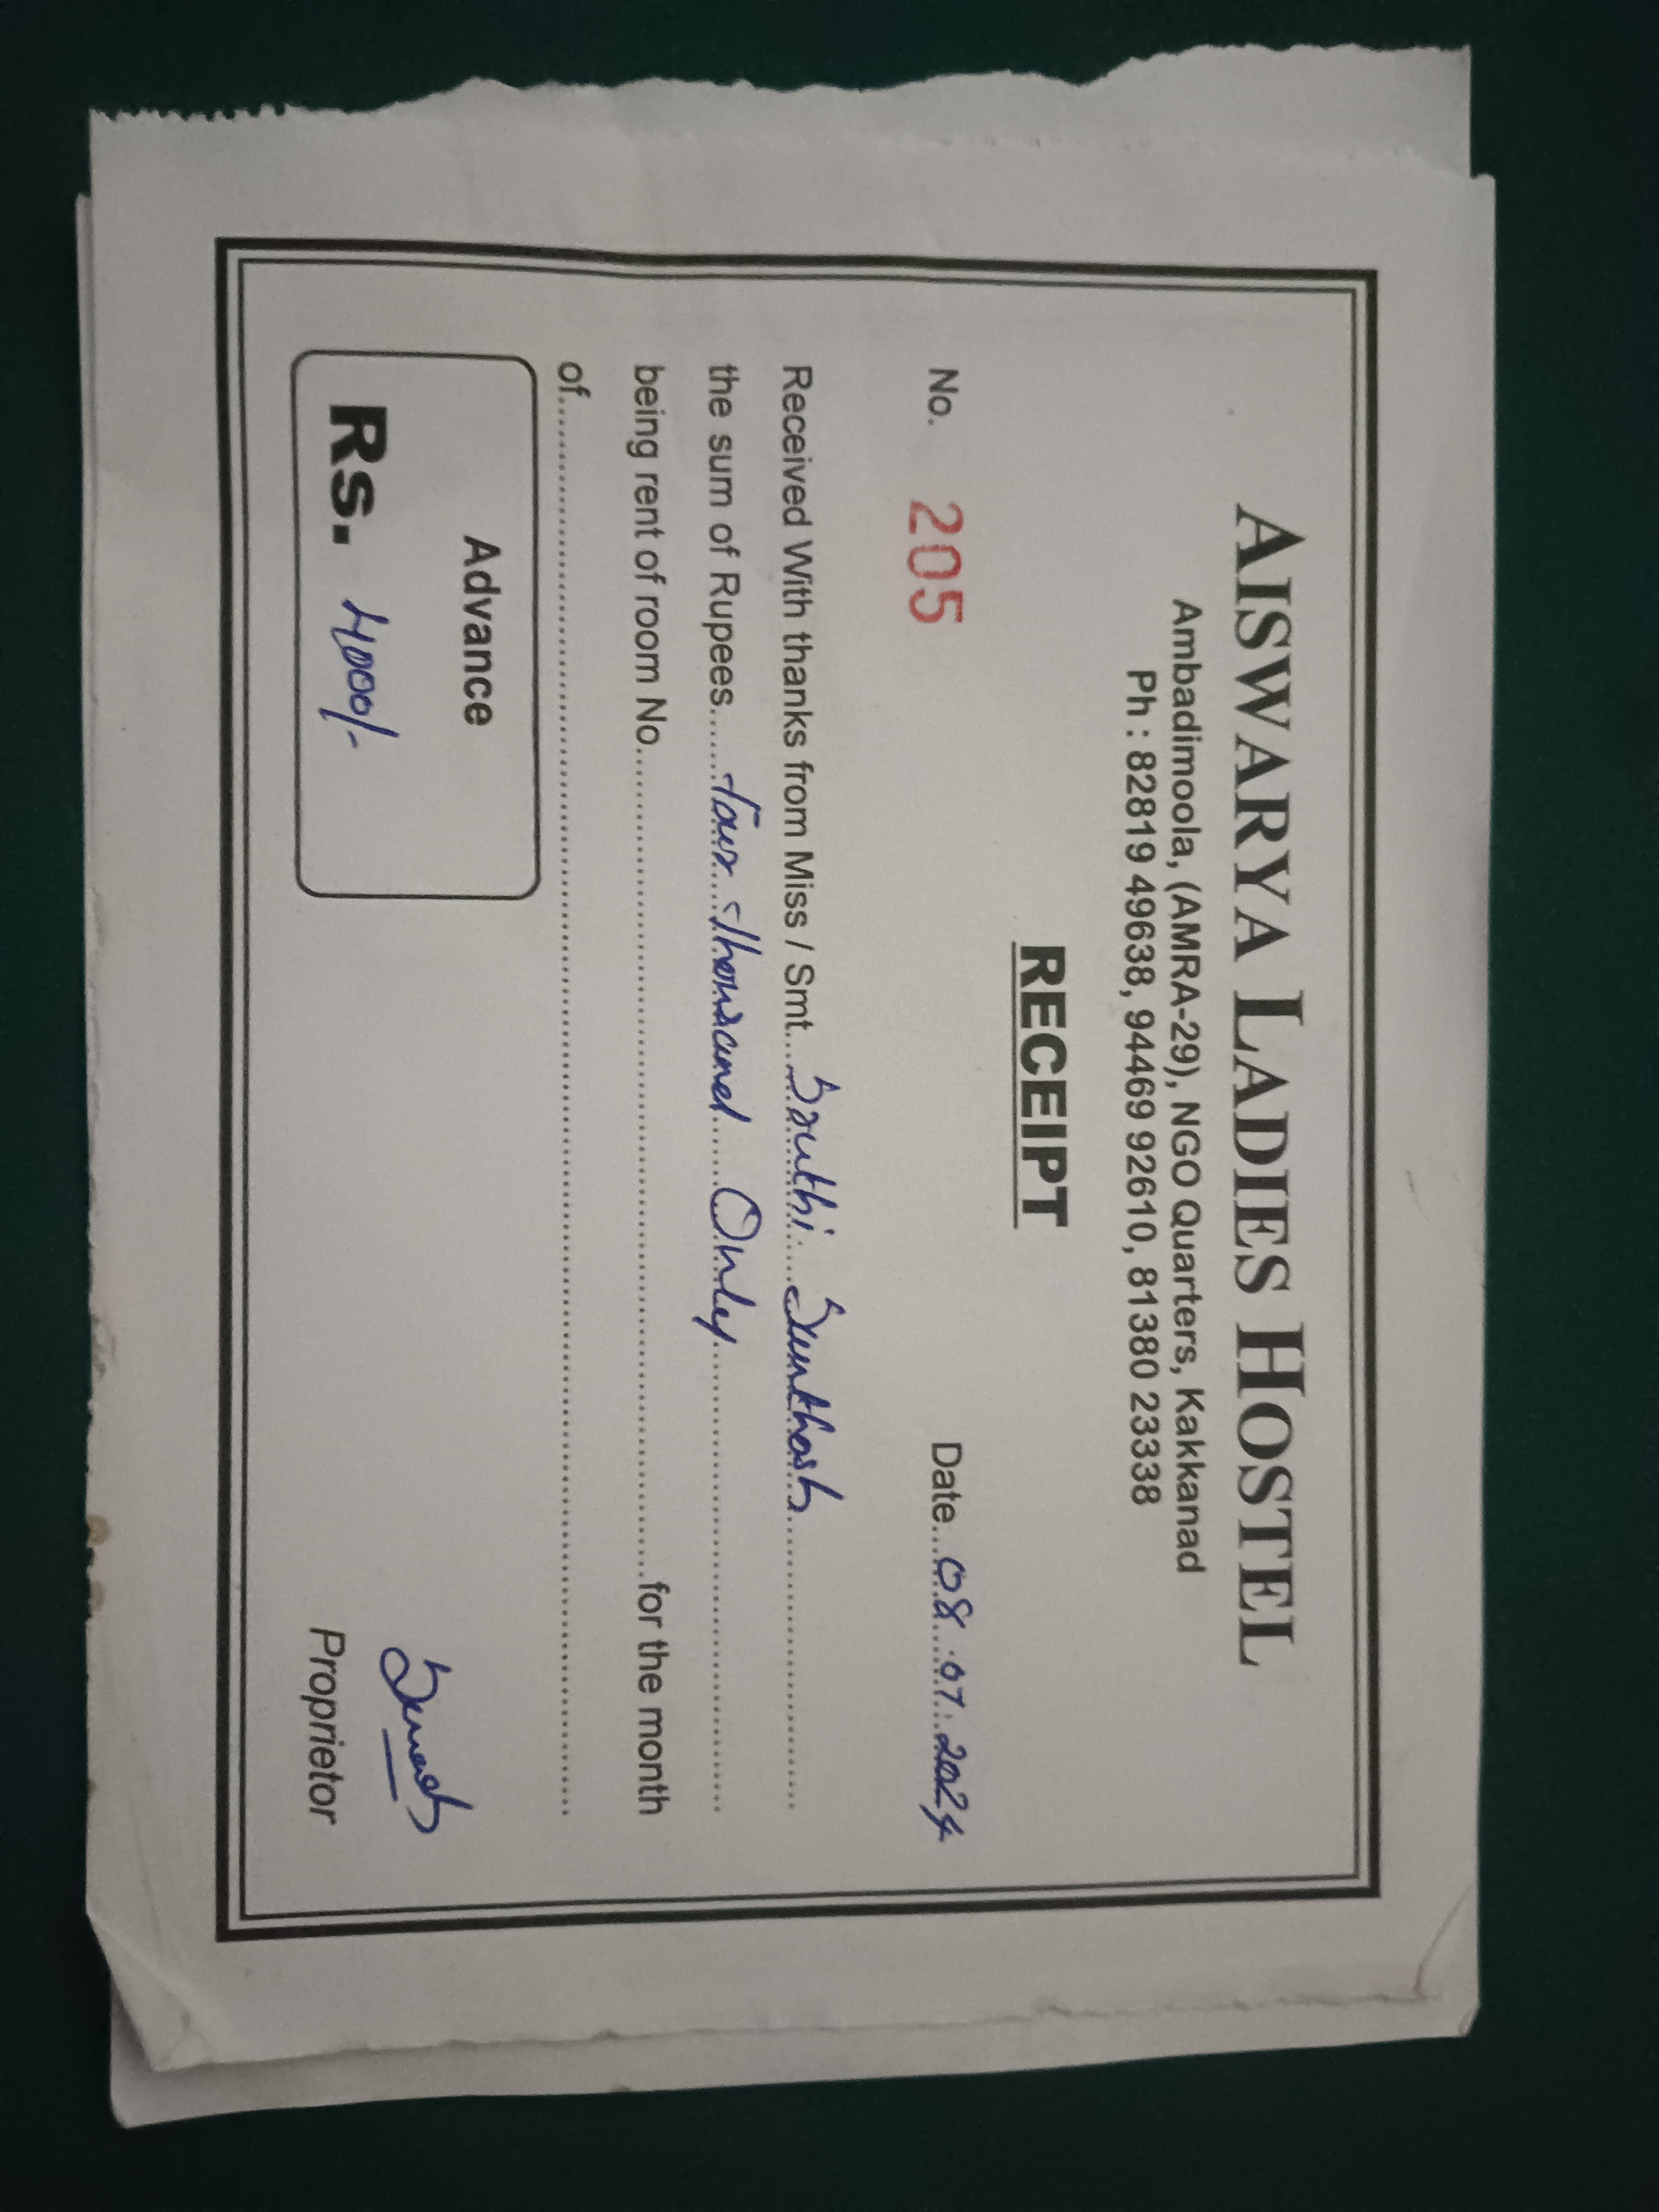 AISWARYA LADIES HOSTEL
Ambadimoola, (AMRA-29), NGO Quarters, Kakkanad
Ph : 82819 49638, 94469 92610, 81380 23338
RECEIPT
No. 205 Date...08.07.2024
Received With thanks from Miss / Smt....Sruthi Santhosh..........
the sum of Rupees.......four thousand Only..........
being rent of room No..........for the month
of..........
Advance
Rs. 4000/-
Proprietor